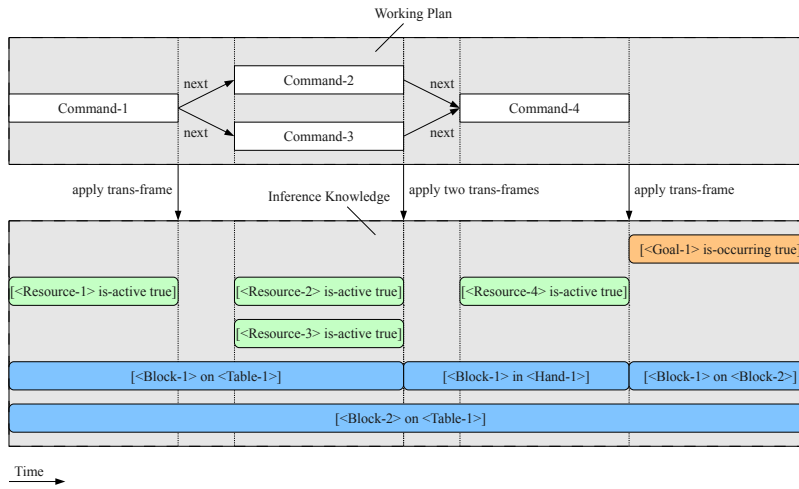 Working Plan
next
Command-2
next
Command-1
Command-4
next
Command-3
next
apply trans-frame
apply two trans-frames
apply trans-frame
Inference Knowledge
[<Goal-1> is-occurring true]
[<Resource-1> is-active true]
[<Resource-2> is-active true]
[<Resource-4> is-active true]
[<Resource-3> is-active true]
[<Block-1> on <Table-1>]
[<Block-1> in <Hand-1>]
[<Block-1> on <Block-2>]
[<Block-2> on <Table-1>]
Time